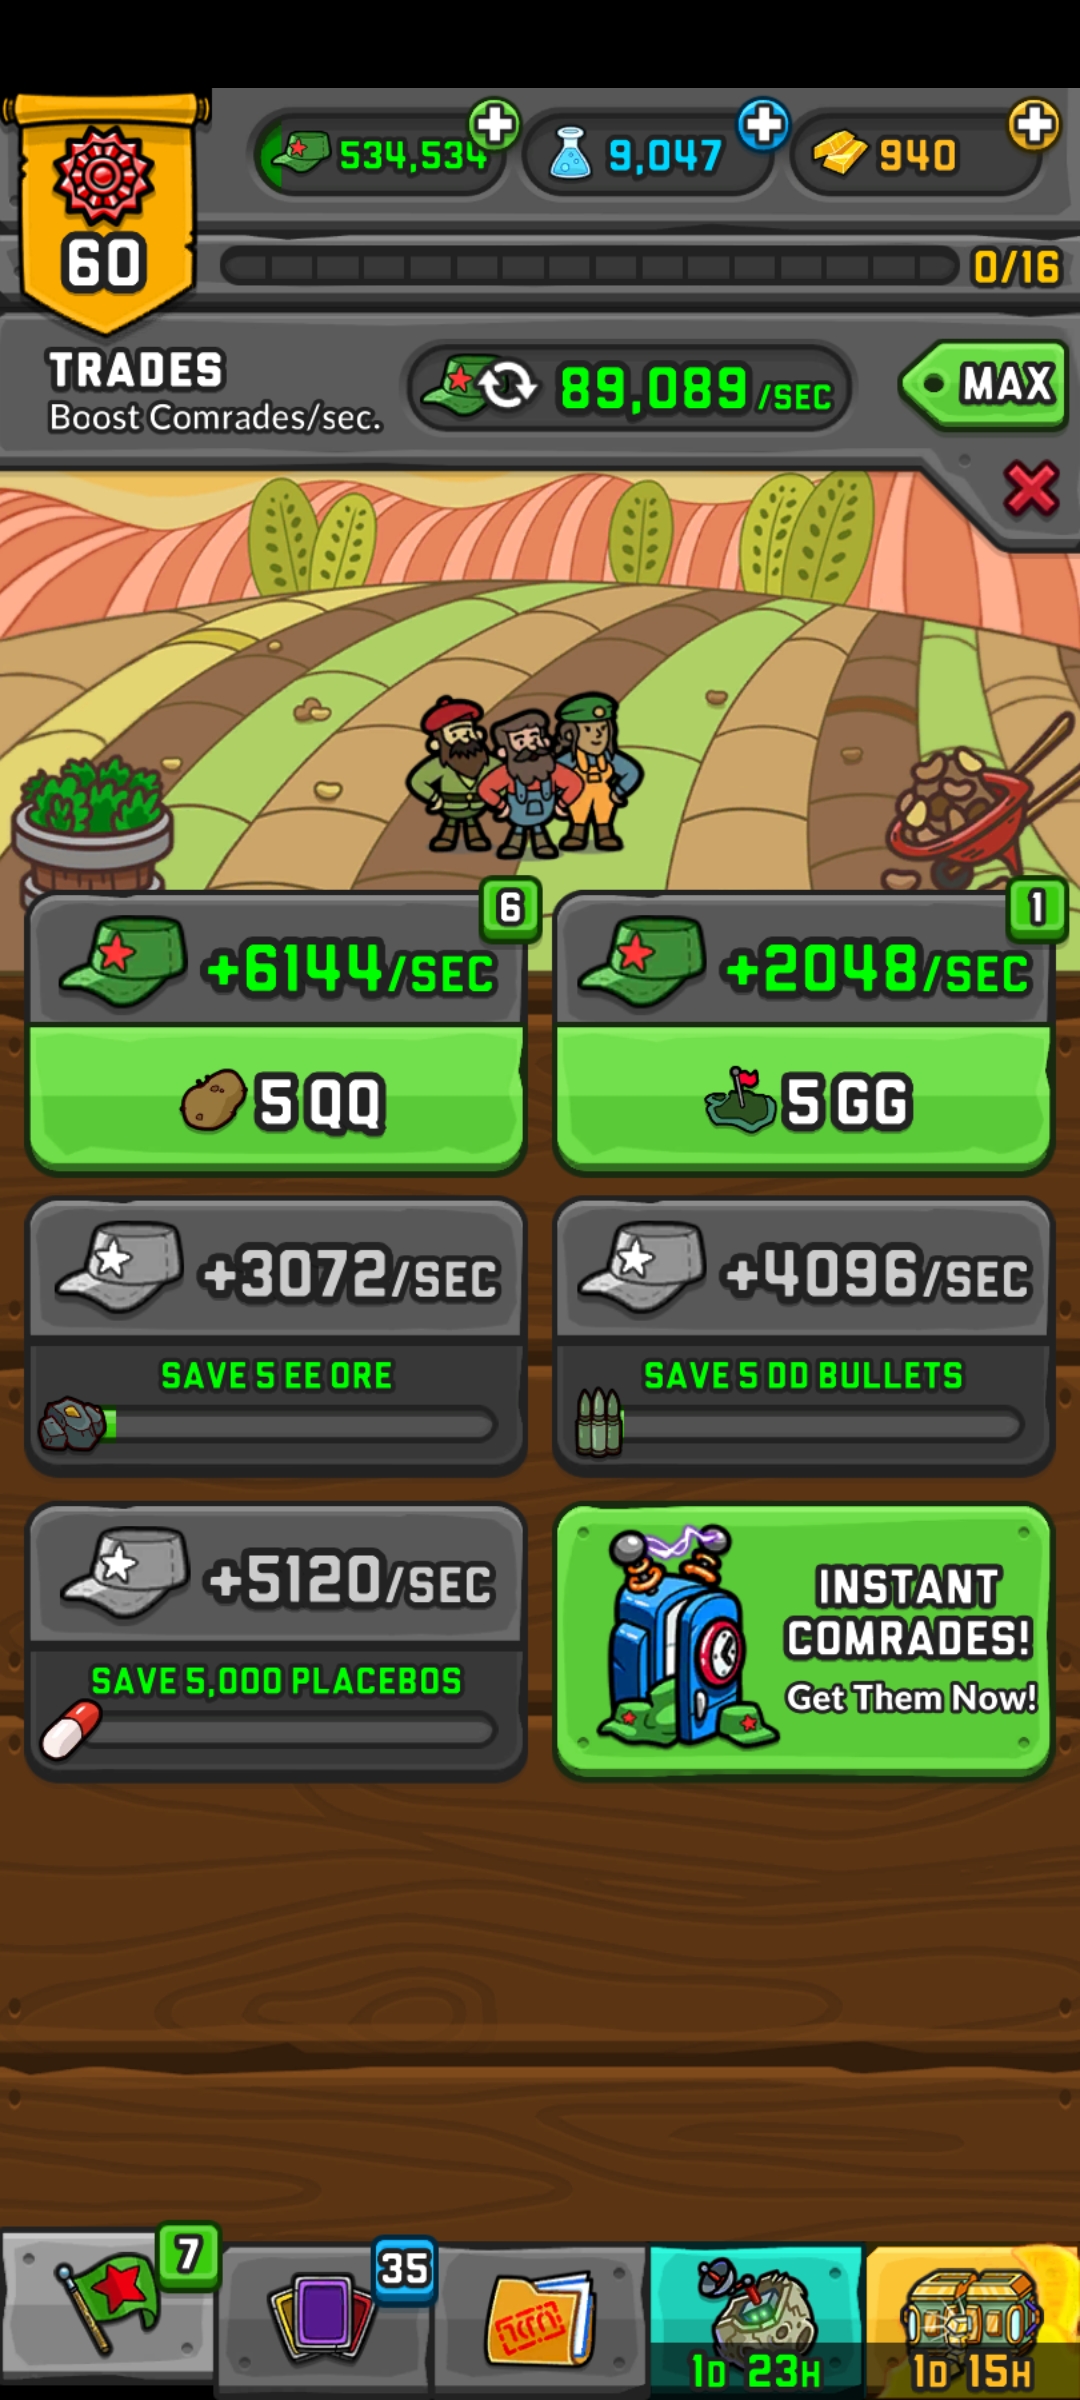 60
534,534
9,047
940
0/16
TRADES
Boost Comrades/sec.
89,089/SEC
MAX
6
+6144/SEC
5 QQ
1
+2048/SEC
5 GG
+3072/SEC
SAVE 5 EE ORE
+4096/SEC
SAVE 5 DD BULLETS
+5120/SEC
SAVE 5,000 PLACEBOS
INSTANT
COMRADES!
Get Them Now!
7
35
1D 23H
1D 15H